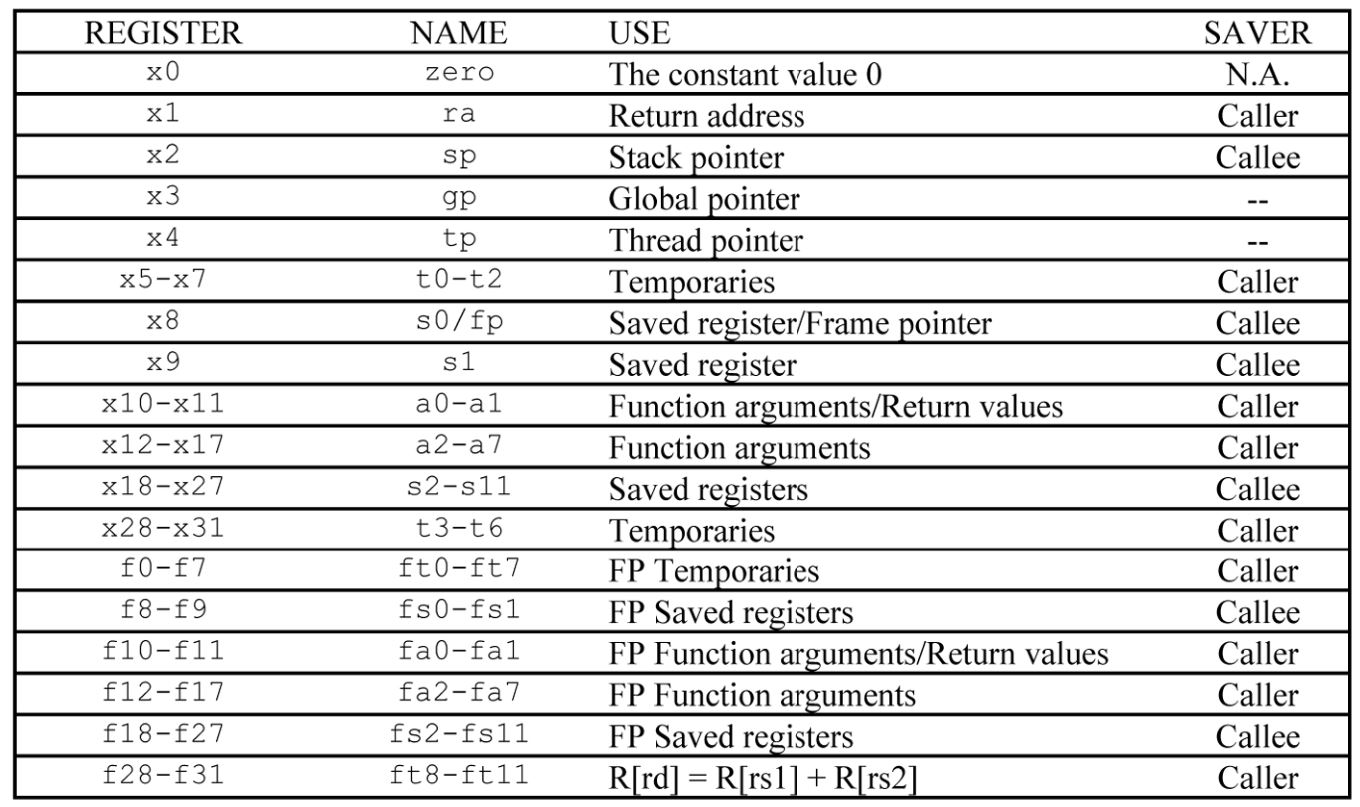 REGISTER NAME USE SAVER
x0 zero The constant value 0 N.A.
x1 ra Return address Caller
x2 sp Stack pointer Callee
x3 gp Global pointer --
x4 tp Thread pointer --
x5-x7 t0-t2 Temporaries Caller
x8 s0/fp Saved register/Frame pointer Callee
x9 s1 Saved register Callee
x10-x11 a0-a1 Function arguments/Return values Caller
x12-x17 a2-a7 Function arguments Caller
x18-x27 s2-s11 Saved registers Callee
x28-x31 t3-t6 Temporaries Caller
f0-f7 ft0-ft7 FP Temporaries Caller
f8-f9 fs0-fs1 FP Saved registers Callee
f10-f11 fa0-fa1 FP Function arguments/Return values Caller
f12-f17 fa2-fa7 FP Function arguments Caller
f18-f27 fs2-fs11 FP Saved registers Callee
f28-f31 ft8-ft11 R[rd] = R[rs1] + R[rs2] Caller